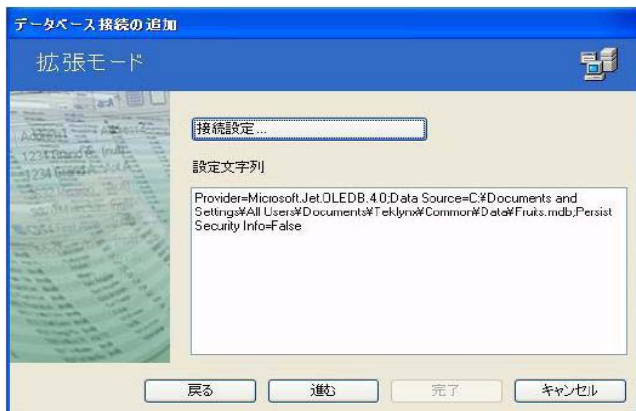 データベース接続の追加
拡張モード
接続設定...
設定文字列
Provider=Microsoft.Jet.OLEDB.4.0;Data Source=C:¥Documents and
Settings¥All Users¥Documents¥Teklynx¥Common¥Data¥Fruits.mdb;Persist
Security Info=False
戻る
進む
完了
キャンセル